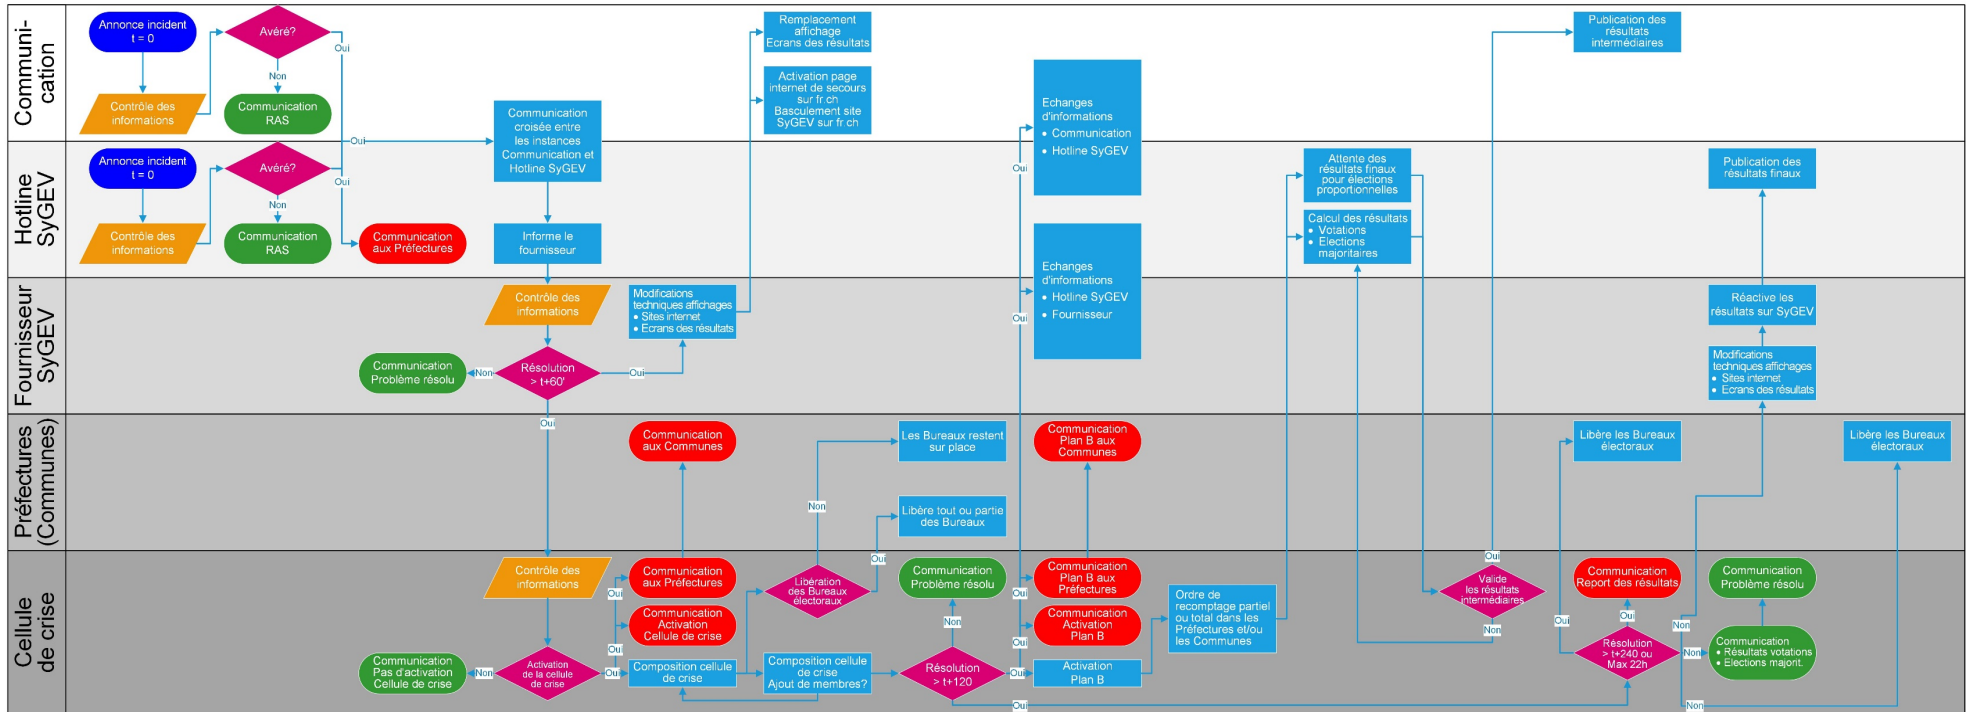 Communi-
cation
Annonce incident
t = 0
Avéré?
Oui
Non
Contrôle des
informations
Communication
RAS
Oui
Communication
croisée entre
les instances
Communication et
Hotline SyGEV
Remplacement
affichage
Ecrans des résultats
Activation page
internet de secours
sur fr.ch
Basculement site
SyGEV sur fr.ch
Echanges
d'informations
• Communication
• Hotline SyGEV
Oui
Publication des
résultats
intermédiaires
Hotline
SyGEV
Annonce incident
t = 0
Avéré?
Oui
Non
Contrôle des
informations
Communication
RAS
Communication
aux Préfectures
Informe le
fournisseur
Oui
Echanges
d'informations
• Hotline SyGEV
• Fournisseur
Attente des
résultats finaux
pour élections
proportionnelles
Calcul des résultats
• Votations
• Elections
majoritaires
Publication des
résultats finaux
Fournisseur
SyGEV
Contrôle des
informations
Modifications
techniques affichages
• Sites internet
• Ecrans des résultats
Communication
Problème résolu
Non
Résolution
> t+60'
Oui
Oui
Réactive les
résultats sur SyGEV
Modifications
techniques affichages
• Sites internet
• Ecrans des résultats
Préfectures
(Communes)
Oui
Communication
aux Communes
Les Bureaux restent
sur place
Non
Libère tout ou partie
des Bureaux
Communication
Plan B aux
Communes
Libère les Bureaux
électoraux
Non
Libère les Bureaux
électoraux
Cellule
de crise
Contrôle des
informations
Communication
aux Préfectures
Oui
Communication
Activation
Cellule de crise
Oui
Communication
Pas d'activation
Cellule de crise
Non
Activation
de la cellule
de crise
Oui
Composition cellule
de crise
Libération
des Bureaux
électoraux
Oui
Composition cellule
de crise
Ajout de membres?
Communication
Problème résolu
Non
Résolution
> t+120
Oui
Oui
Communication
Plan B aux
Préfectures
Oui
Communication
Activation
Plan B
Oui
Activation
Plan B
Oui
Ordre de
recomptage partiel
ou total dans les
Préfectures et/ou
les Communes
Oui
Valide
les résultats
intermédiaires
Non
Communication
Report des résultats
Oui
Oui
Résolution
> t+240 ou
Max 22h
Non
Non
Non
Communication
Problème résolu
Communication
• Résultats votations
• Elections majorit.